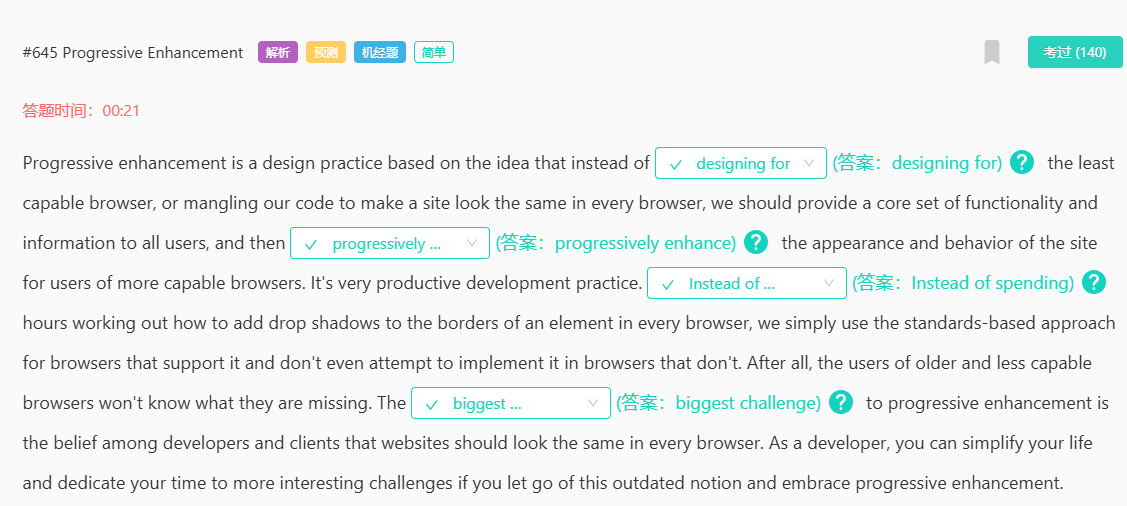 #645 Progressive Enhancement 解析 预测 机经题 简单 考过 (140)
答题时间：00:21
Progressive enhancement is a design practice based on the idea that instead of designing for (答案：designing for) ? the least
capable browser, or mangling our code to make a site look the same in every browser, we should provide a core set of functionality and
information to all users, and then progressively ... (答案：progressively enhance) ? the appearance and behavior of the site
for users of more capable browsers. It's very productive development practice. Instead of ... (答案：Instead of spending) ?
hours working out how to add drop shadows to the borders of an element in every browser, we simply use the standards-based approach
for browsers that support it and don't even attempt to implement it in browsers that don't. After all, the users of older and less capable
browsers won't know what they are missing. The biggest ... (答案：biggest challenge) ? to progressive enhancement is
the belief among developers and clients that websites should look the same in every browser. As a developer, you can simplify your life
and dedicate your time to more interesting challenges if you let go of this outdated notion and embrace progressive enhancement.